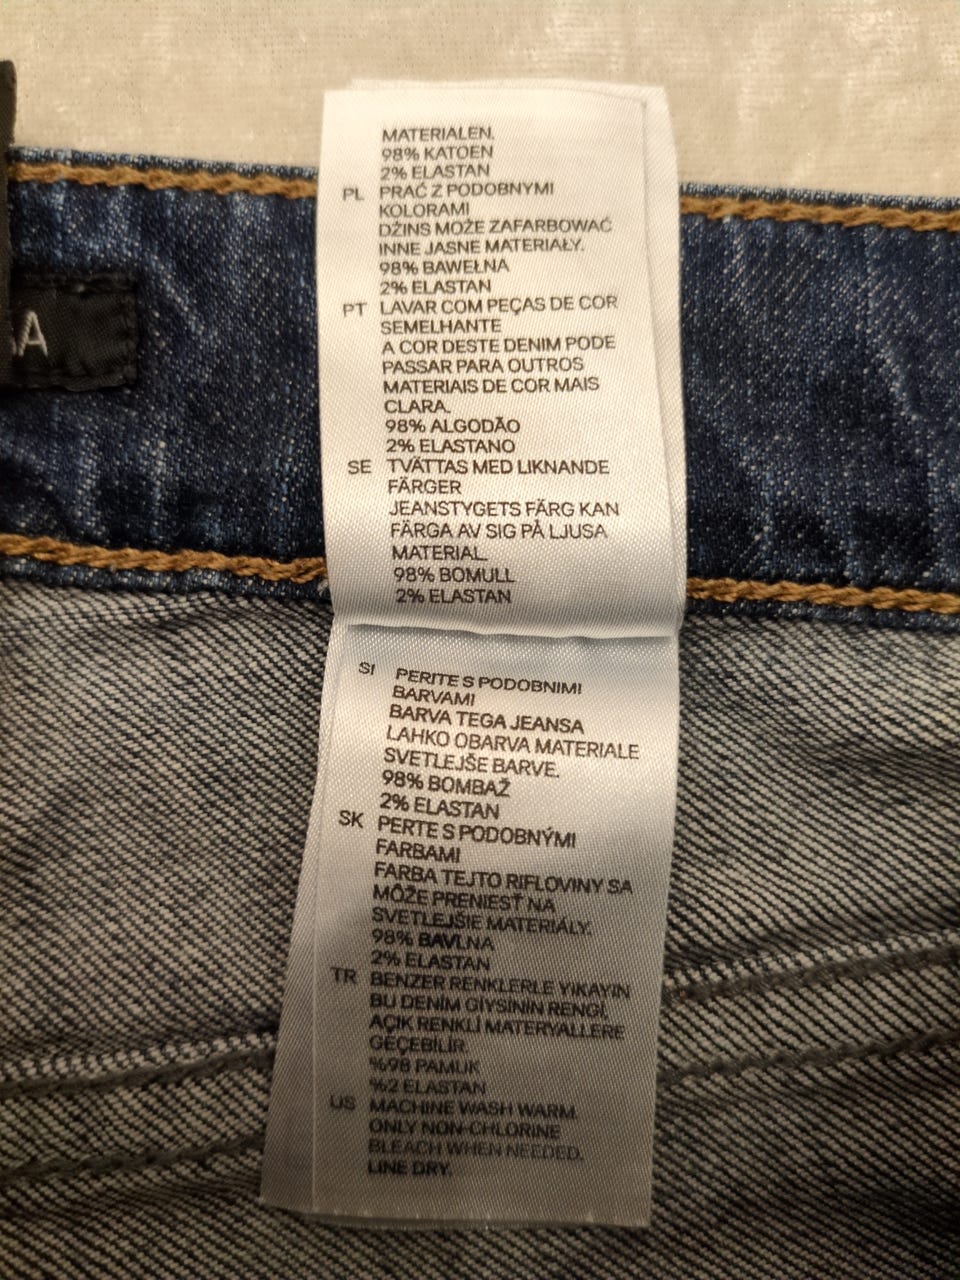 A
MATERIALEN.
98% KATOEN
2% ELASTAN
PL PRAĆ Z PODOBNYMI
KOLORAMI
DŻINS MOŻE ZAFARBOWAĆ
INNE JASNE MATERIAŁY.
98% BAWEŁNA
2% ELASTAN
PT LAVAR COM PEÇAS DE COR
SEMELHANTE
A COR DESTE DENIM PODE
PASSAR PARA OUTROS
MATERIAIS DE COR MAIS
CLARA.
98% ALGODÃO
2% ELASTANO
SE TVÄTTAS MED LIKNANDE
FÄRGER
JEANSTYGETS FÄRG KAN
FÄRGA AV SIG PÅ LJUSA
MATERIAL.
98% BOMULL
2% ELASTAN
SI PERITE S PODOBNIMI
BARVAMI
BARVA TEGA JEANSA
LAHKO OBARVA MATERIALE
SVETLEJŠE BARVE.
98% BOMBAŽ
2% ELASTAN
SK PERTE S PODOBNÝMI
FARBAMI
FARBA TEJTO RIFLOVINY SA
MÔŽE PRENIESŤ NA
SVETLEJŠIE MATERIÁLY.
98% BAVLNA
2% ELASTAN
TR BENZER RENKLERLE YIKAYIN
BU DENİM GİYSİNİN RENGİ,
AÇIK RENKLİ MATERYALLERE
GEÇEBİLİR.
%98 PAMUK
%2 ELASTAN
US MACHINE WASH WARM.
ONLY NON-CHLORINE
BLEACH WHEN NEEDED.
LINE DRY.